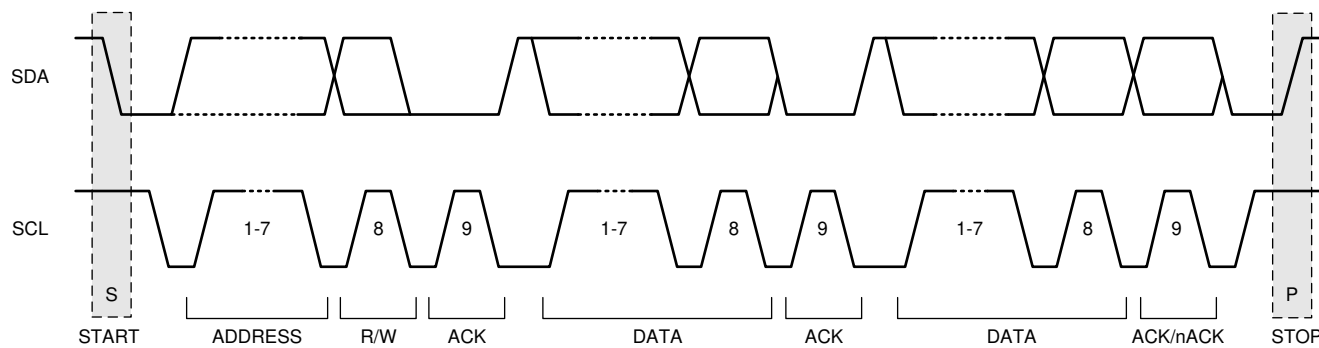 SDA
SCL
1-7 8 9 1-7 8 9 1-7 8 9
S P
START ADDRESS R/W ACK DATA ACK DATA ACK/nACK STOP